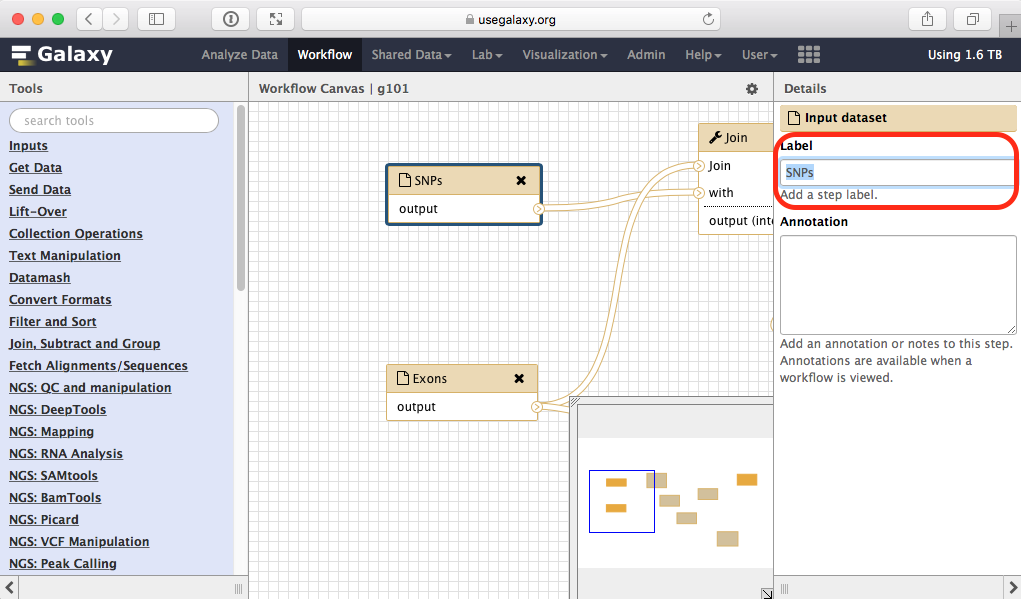 usegalaxy.org
Galaxy
Analyze Data Workflow Shared Data Lab Visualization Admin Help User Using 1.6 TB
Tools
search tools
Inputs
Get Data
Send Data
Lift-Over
Collection Operations
Text Manipulation
Datamash
Convert Formats
Filter and Sort
Join, Subtract and Group
Fetch Alignments/Sequences
NGS: QC and manipulation
NGS: DeepTools
NGS: Mapping
NGS: RNA Analysis
NGS: SAMtools
NGS: BamTools
NGS: Picard
NGS: VCF Manipulation
NGS: Peak Calling
Workflow Canvas | g101
SNPs
output
Exons
output
Join
Join
with
output (inte
Details
Input dataset
Label
SNPs
Add a step label.
Annotation
Add an annotation or notes to this step.
Annotations are available when a
workflow is viewed.